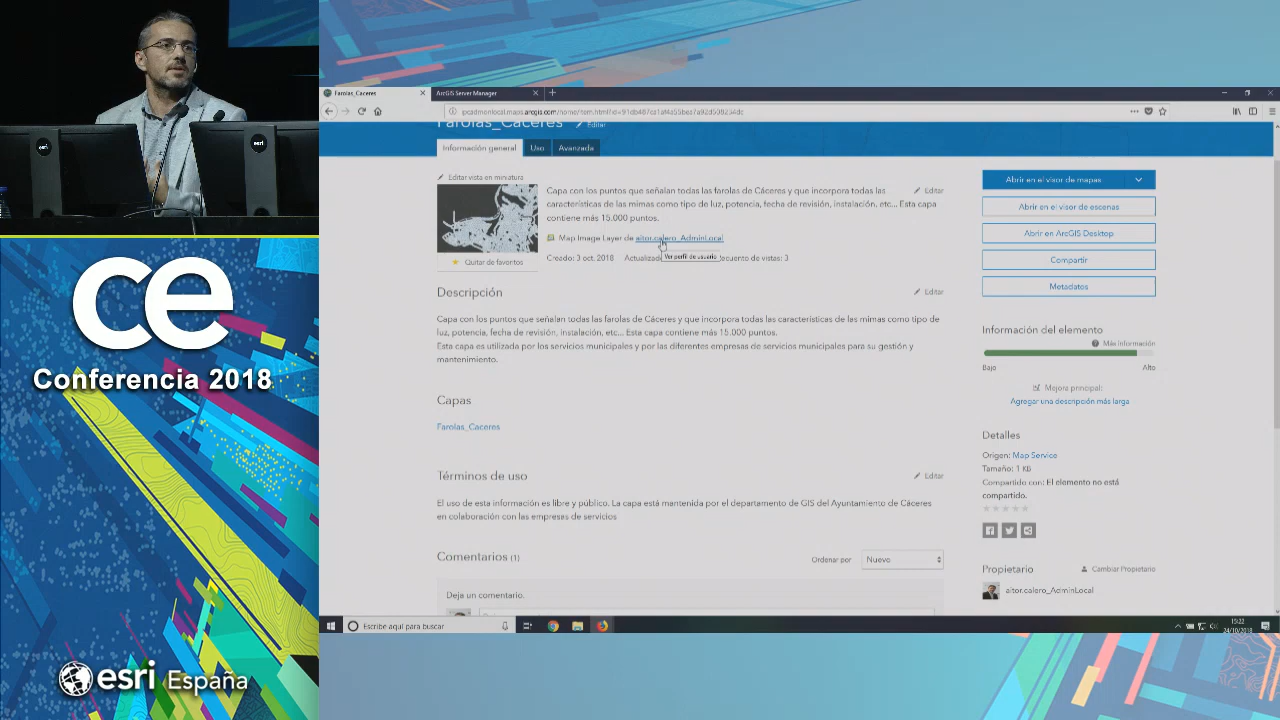 esri
esri
ce
Conferencia 2018
esri España
Farolas_Caceres
ArcGIS Server Manager
Farolas_Caceres
Editar
Información general
Uso
Avanzada
Editar vista en miniatura
Quitar de favoritos
Capa con los puntos que señalan todas las farolas de Cáceres y que incorpora todas las
características de las mimas como tipo de luz, potencia, fecha de revisión, instalación, etc... Esta capa
contiene más 15.000 puntos.
Editar
Map Image Layer de aitor.calero_AdminLocal
Ver perfil de usuario
Creado: 3 oct. 2018
Recuento de vistas: 3
Descripción
Editar
Capa con los puntos que señalan todas las farolas de Cáceres y que incorpora todas las características de las mimas como tipo de
luz, potencia, fecha de revisión, instalación, etc... Esta capa contiene más 15.000 puntos.
Esta capa es utilizada por los servicios municipales y por las diferentes empresas de servicios municipales para su gestión y
mantenimiento.
Capas
Farolas_Caceres
Términos de uso
Editar
El uso de esta información es libre y público. La capa está mantenida por el departamento de GIS del Ayuntamiento de Cáceres
en colaboración con las empresas de servicios
Comentarios (1)
Ordenar por
Nuevo
Deja un comentario.
Abrir en el visor de mapas
Abrir en el visor de escenas
Abrir en ArcGIS Desktop
Compartir
Metadatos
Información del elemento
Más información
Bajo
Alto
Mejora principal:
Agregar una descripción más larga
Detalles
Origen: Map Service
Tamaño: 1 KB
Compartido con: El elemento no está
compartido.
Propietario
Cambiar Propietario
aitor.calero_AdminLocal
Escribe aquí para buscar
15:22
24/10/2018